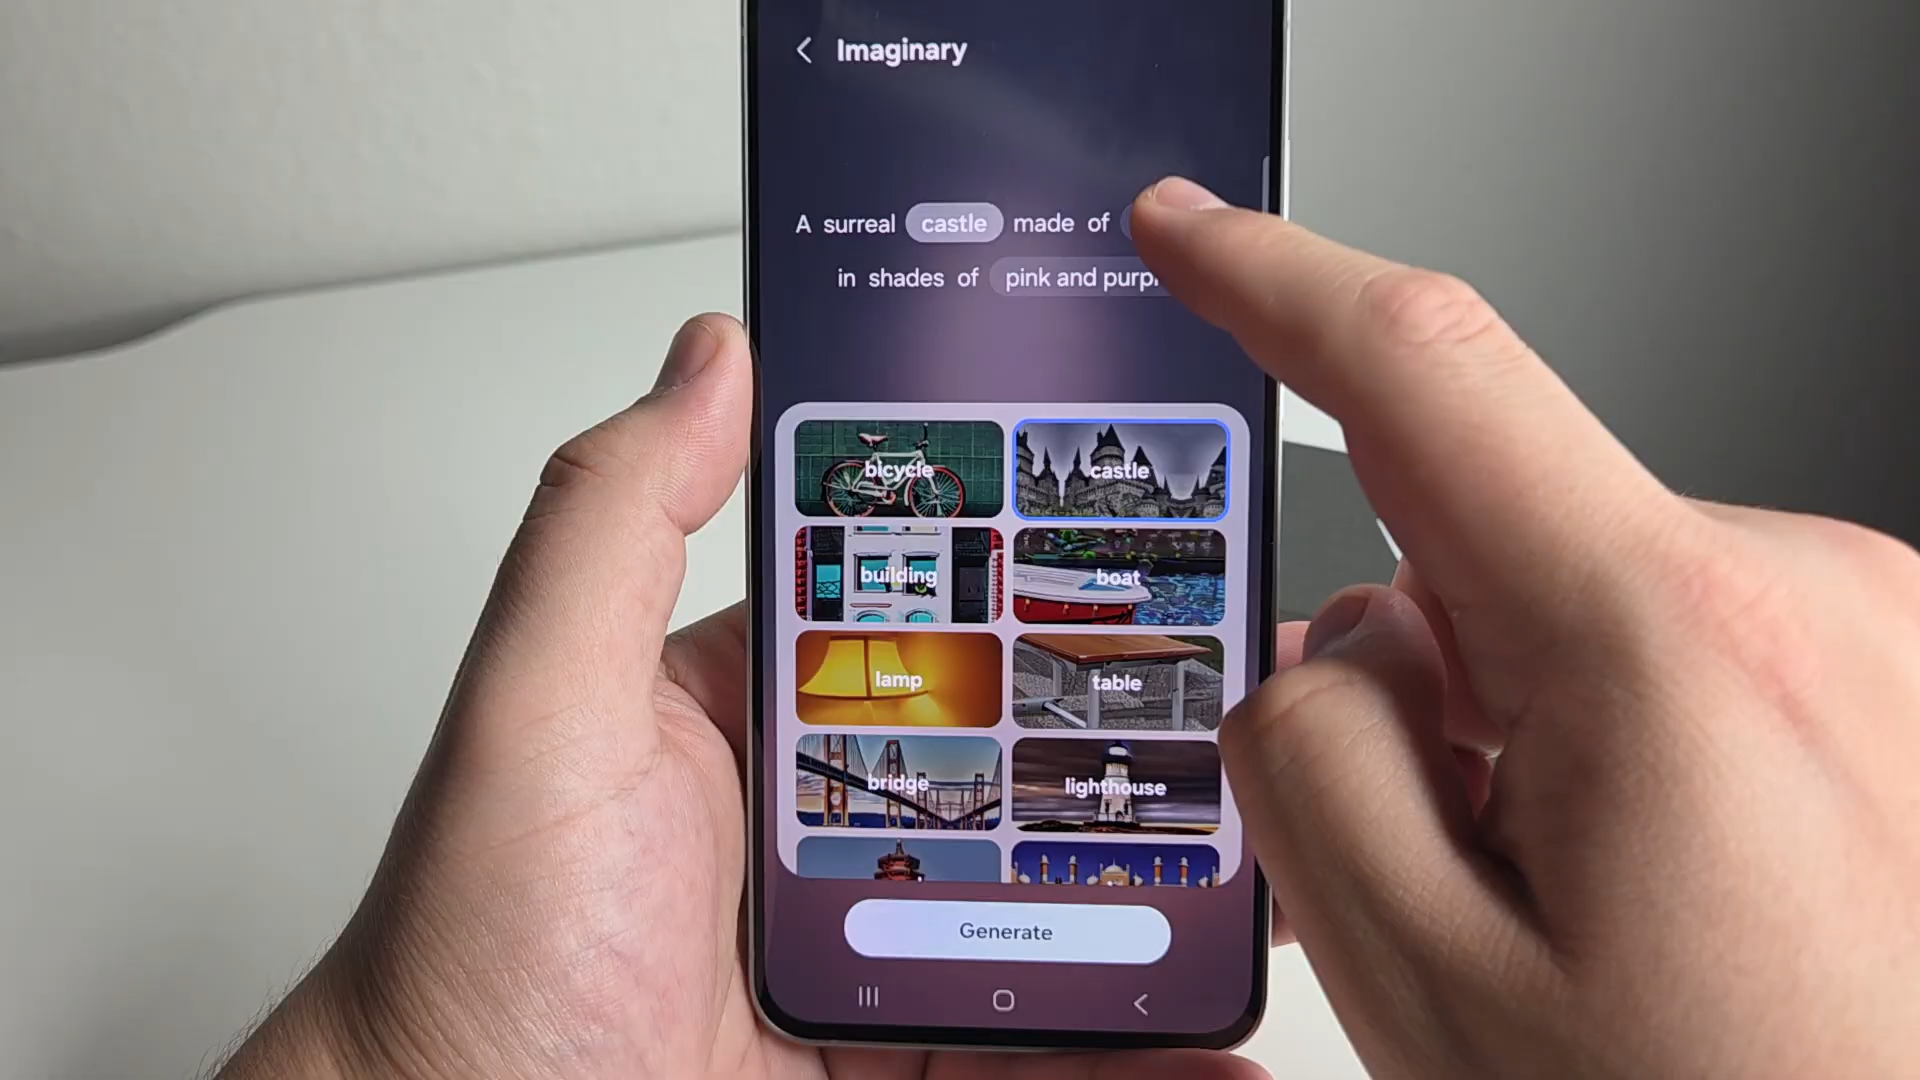 Imaginary
A surreal castle made of
in shades of pink and
bicycle castle
building boat
lamp table
bridge lighthouse
Generate